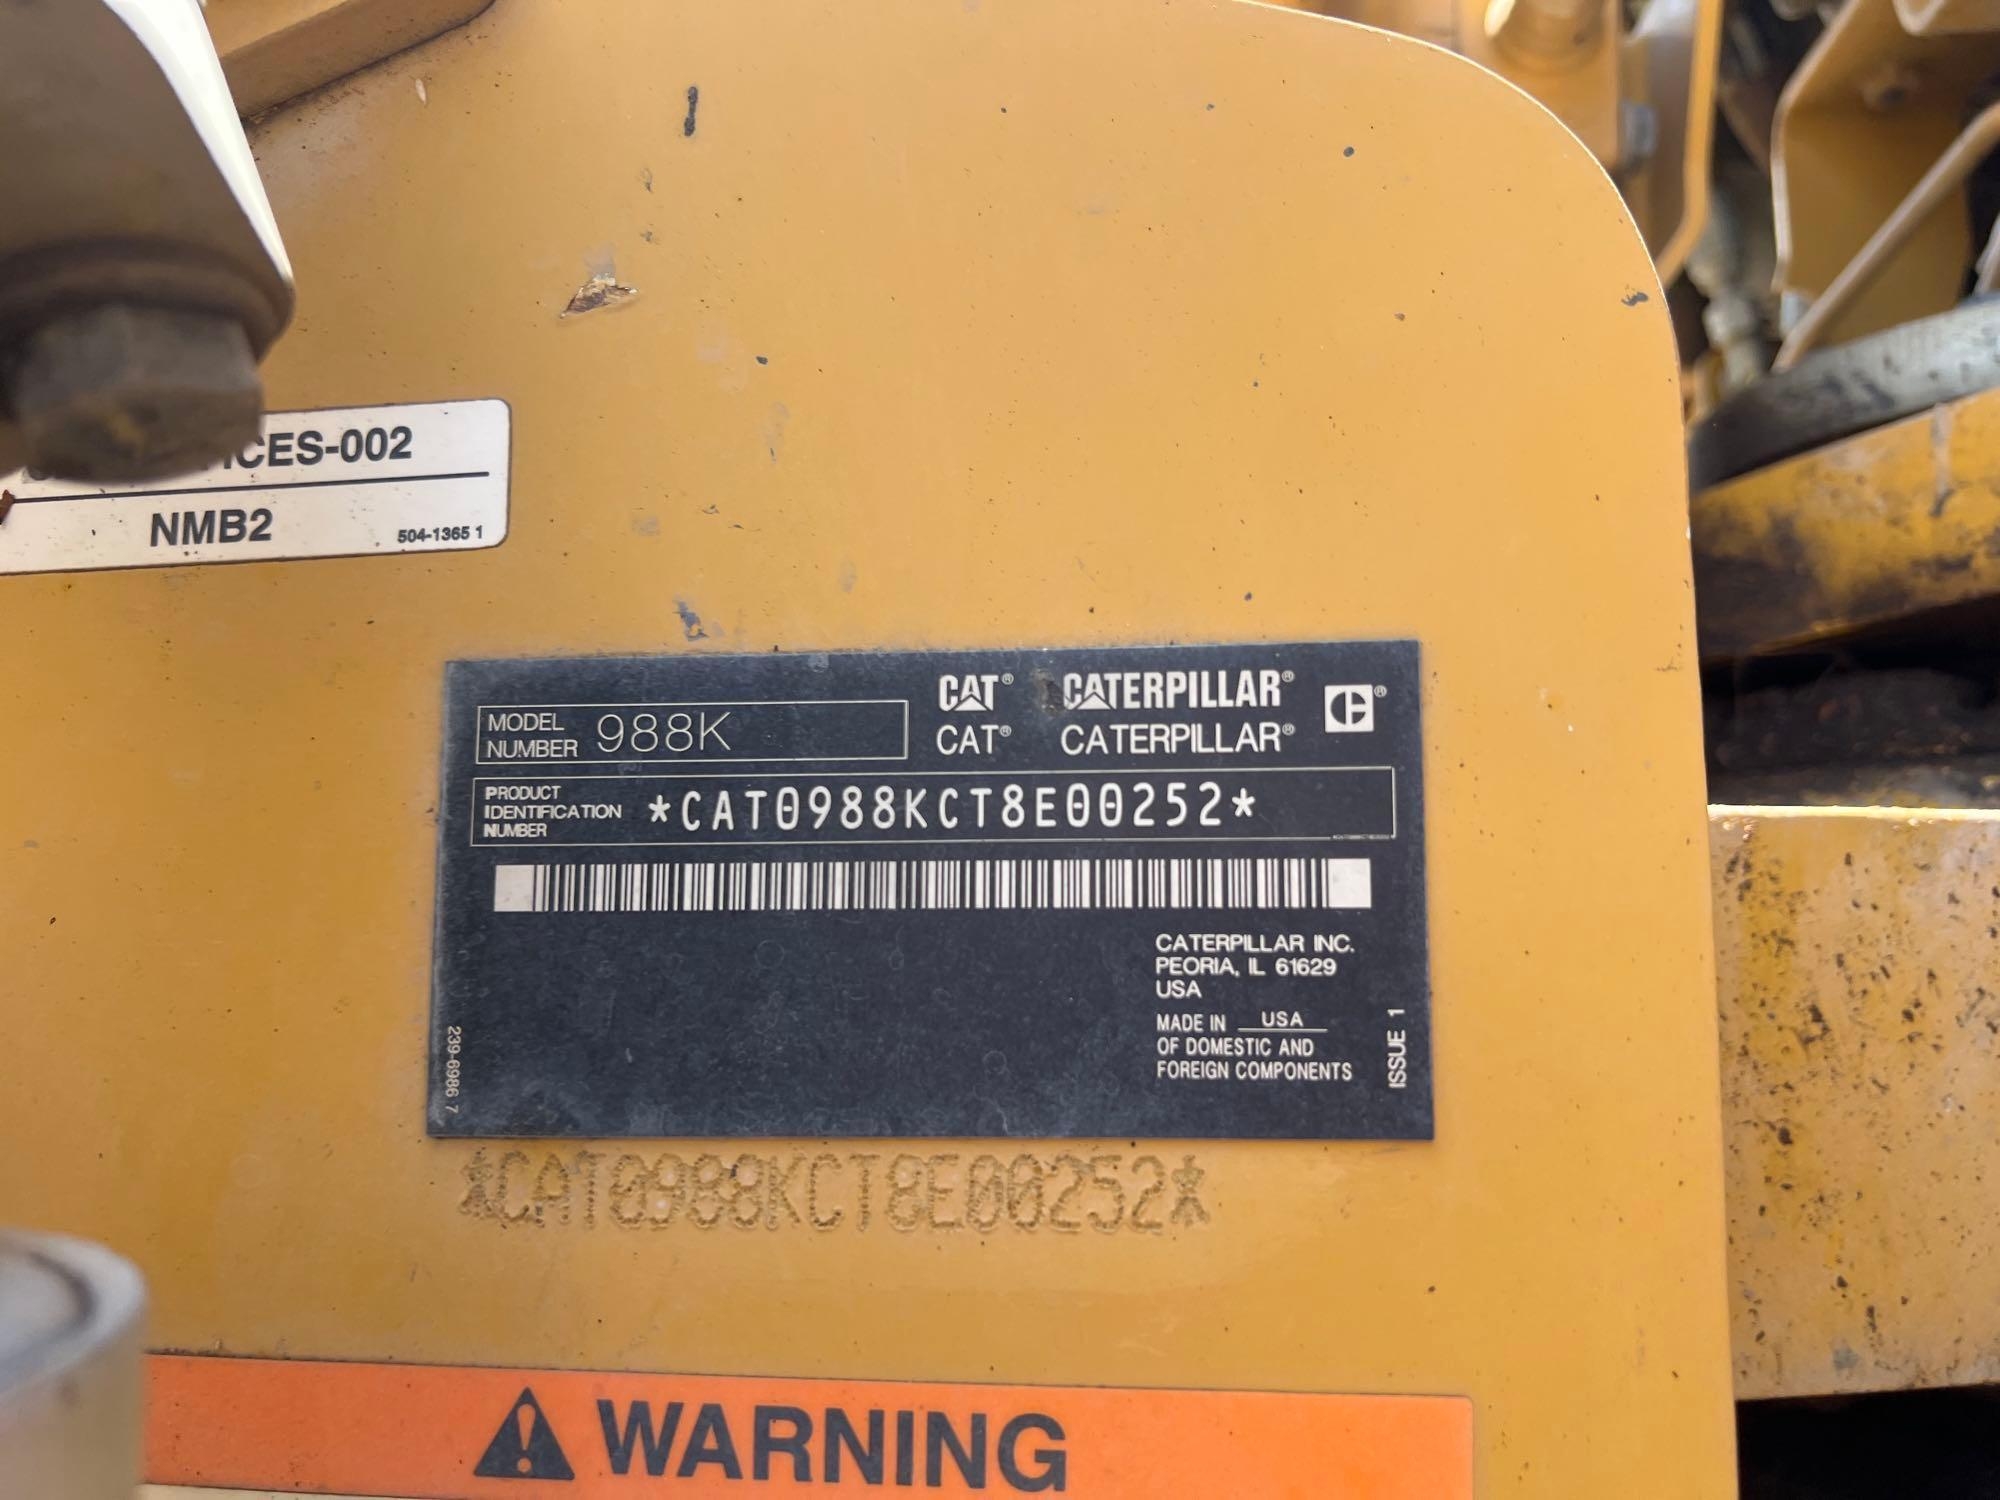 CES-002
NMB2
504-1365 1
MODEL NUMBER 988K
CAT® CATERPILLAR® C®
CAT® CATERPILLAR®
PRODUCT IDENTIFICATION NUMBER *CAT0988KCT8E00252*
CATERPILLAR INC.
PEORIA, IL 61629
USA
MADE IN USA
OF DOMESTIC AND
FOREIGN COMPONENTS
ISSUE 1
239-6986 7
*CAT0988KCT8E00252*
WARNING